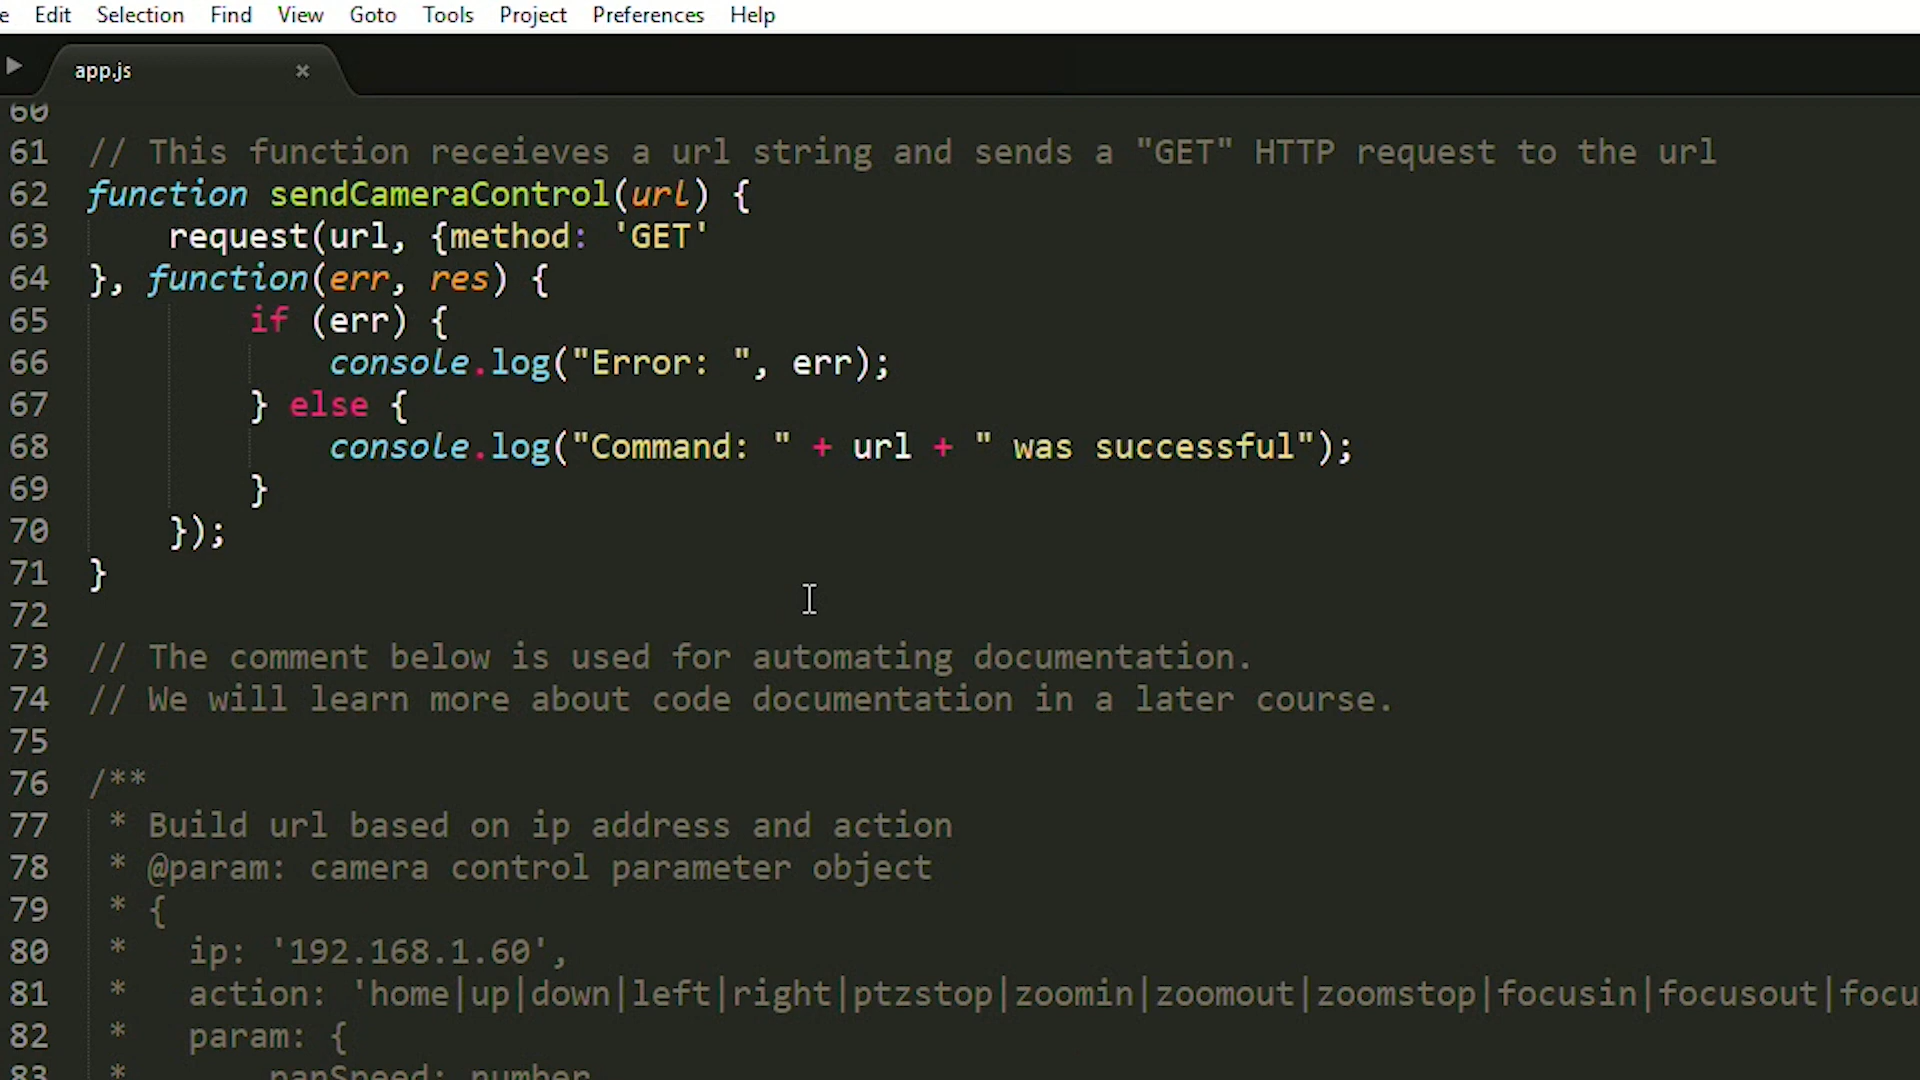 Edit Selection Find View Goto Tools Project Preferences Help
app.js ×
60
61 // This function receieves a url string and sends a "GET" HTTP request to the url
62 function sendCameraControl(url) {
63 request(url, {method: 'GET'
64 }, function(err, res) {
65 if (err) {
66 console.log("Error: ", err);
67 } else {
68 console.log("Command: " + url + " was successful");
69 }
70 });
71 }
72
73 // The comment below is used for automating documentation.
74 // We will learn more about code documentation in a later course.
75
76 /**
77 * Build url based on ip address and action
78 * @param: camera control parameter object
79 * {
80 * ip: '192.168.1.60',
81 * action: 'home|up|down|left|right|ptzstop|zoomin|zoomout|zoomstop|focusin|focusout|focu
82 * param: {
83 * panSpeed: number